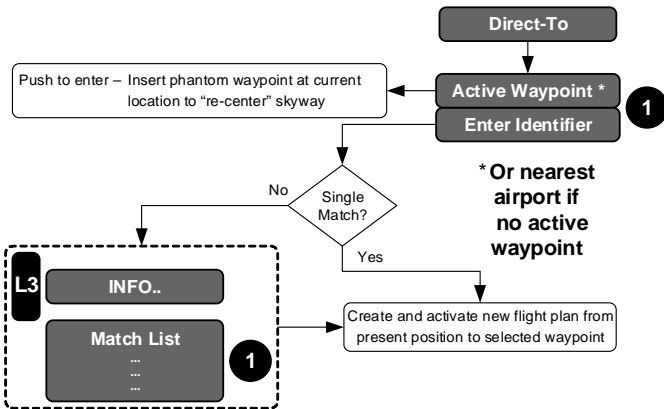 Direct-To
Push to enter – Insert phantom waypoint at current
location to “re-center” skyway
Active Waypoint *
Enter Identifier
1
* Or nearest
airport if
no active
waypoint
No
Single
Match?
Yes
L3
INFO..
Match List
...
...
...
1
Create and activate new flight plan from
present position to selected waypoint